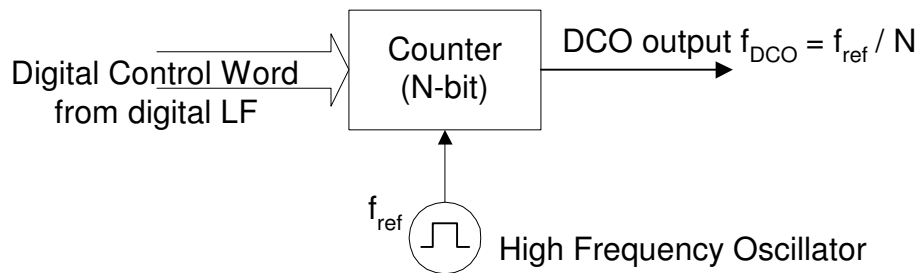 Digital Control Word
from digital LF
Counter
(N-bit)
DCO output f_DCO = f_ref / N
f_ref
High Frequency Oscillator